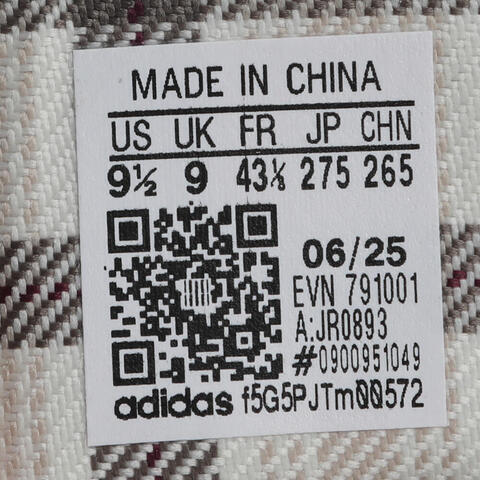 MADE IN CHINA
US UK FR JP CHN
9½ 9 43⅓ 275 265
06/25
EVN 791001
A:JR0893
#0900951049
adidas f5G5PJTm00572